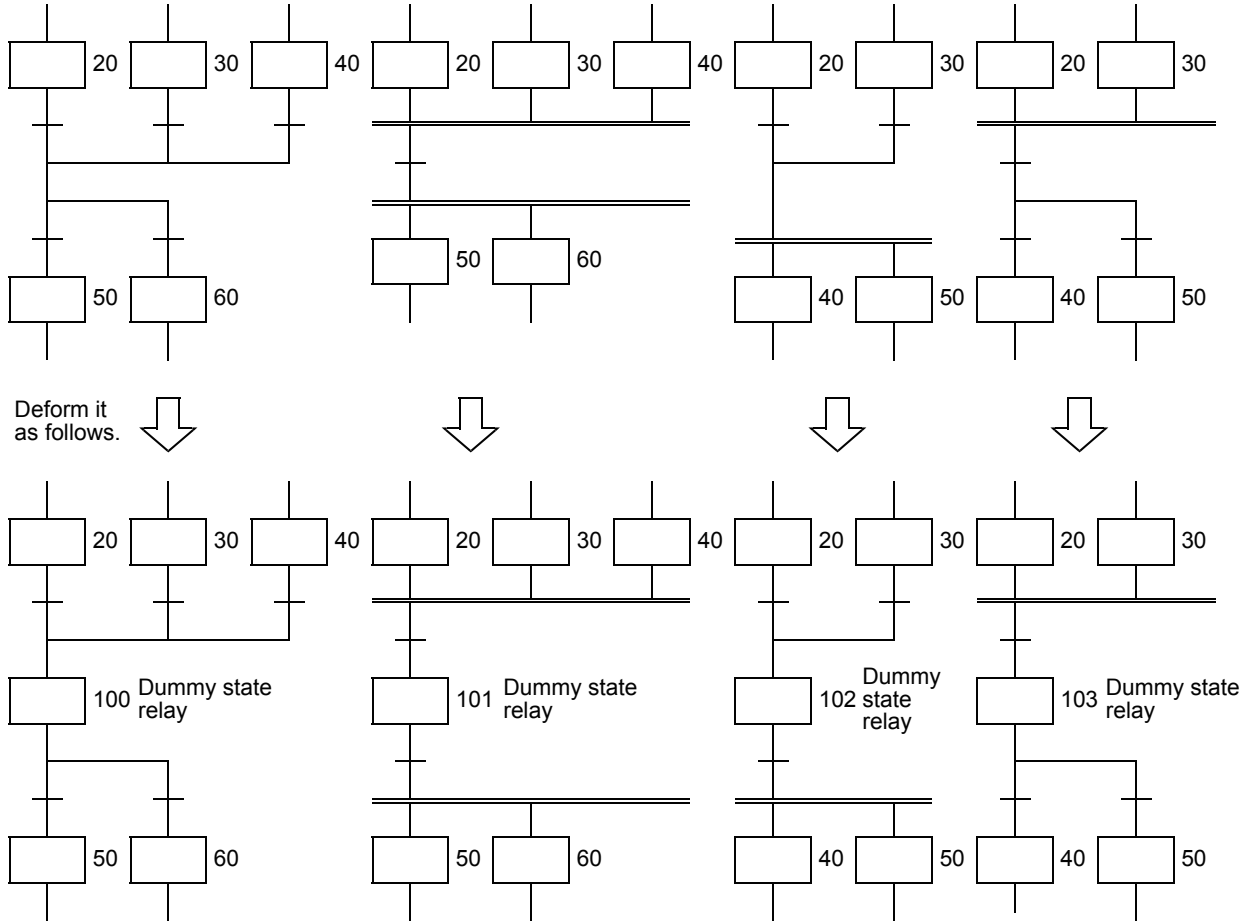 20 30 40 20 30 40 20 30 20 30
50 60 50 60 40 50 40 50
Deform it
as follows.
20 30 40 20 30 40 20 30 20 30
100 Dummy state
relay
101 Dummy state
relay
102 Dummy
state
relay
103 Dummy state
relay
50 60 50 60 40 50 40 50